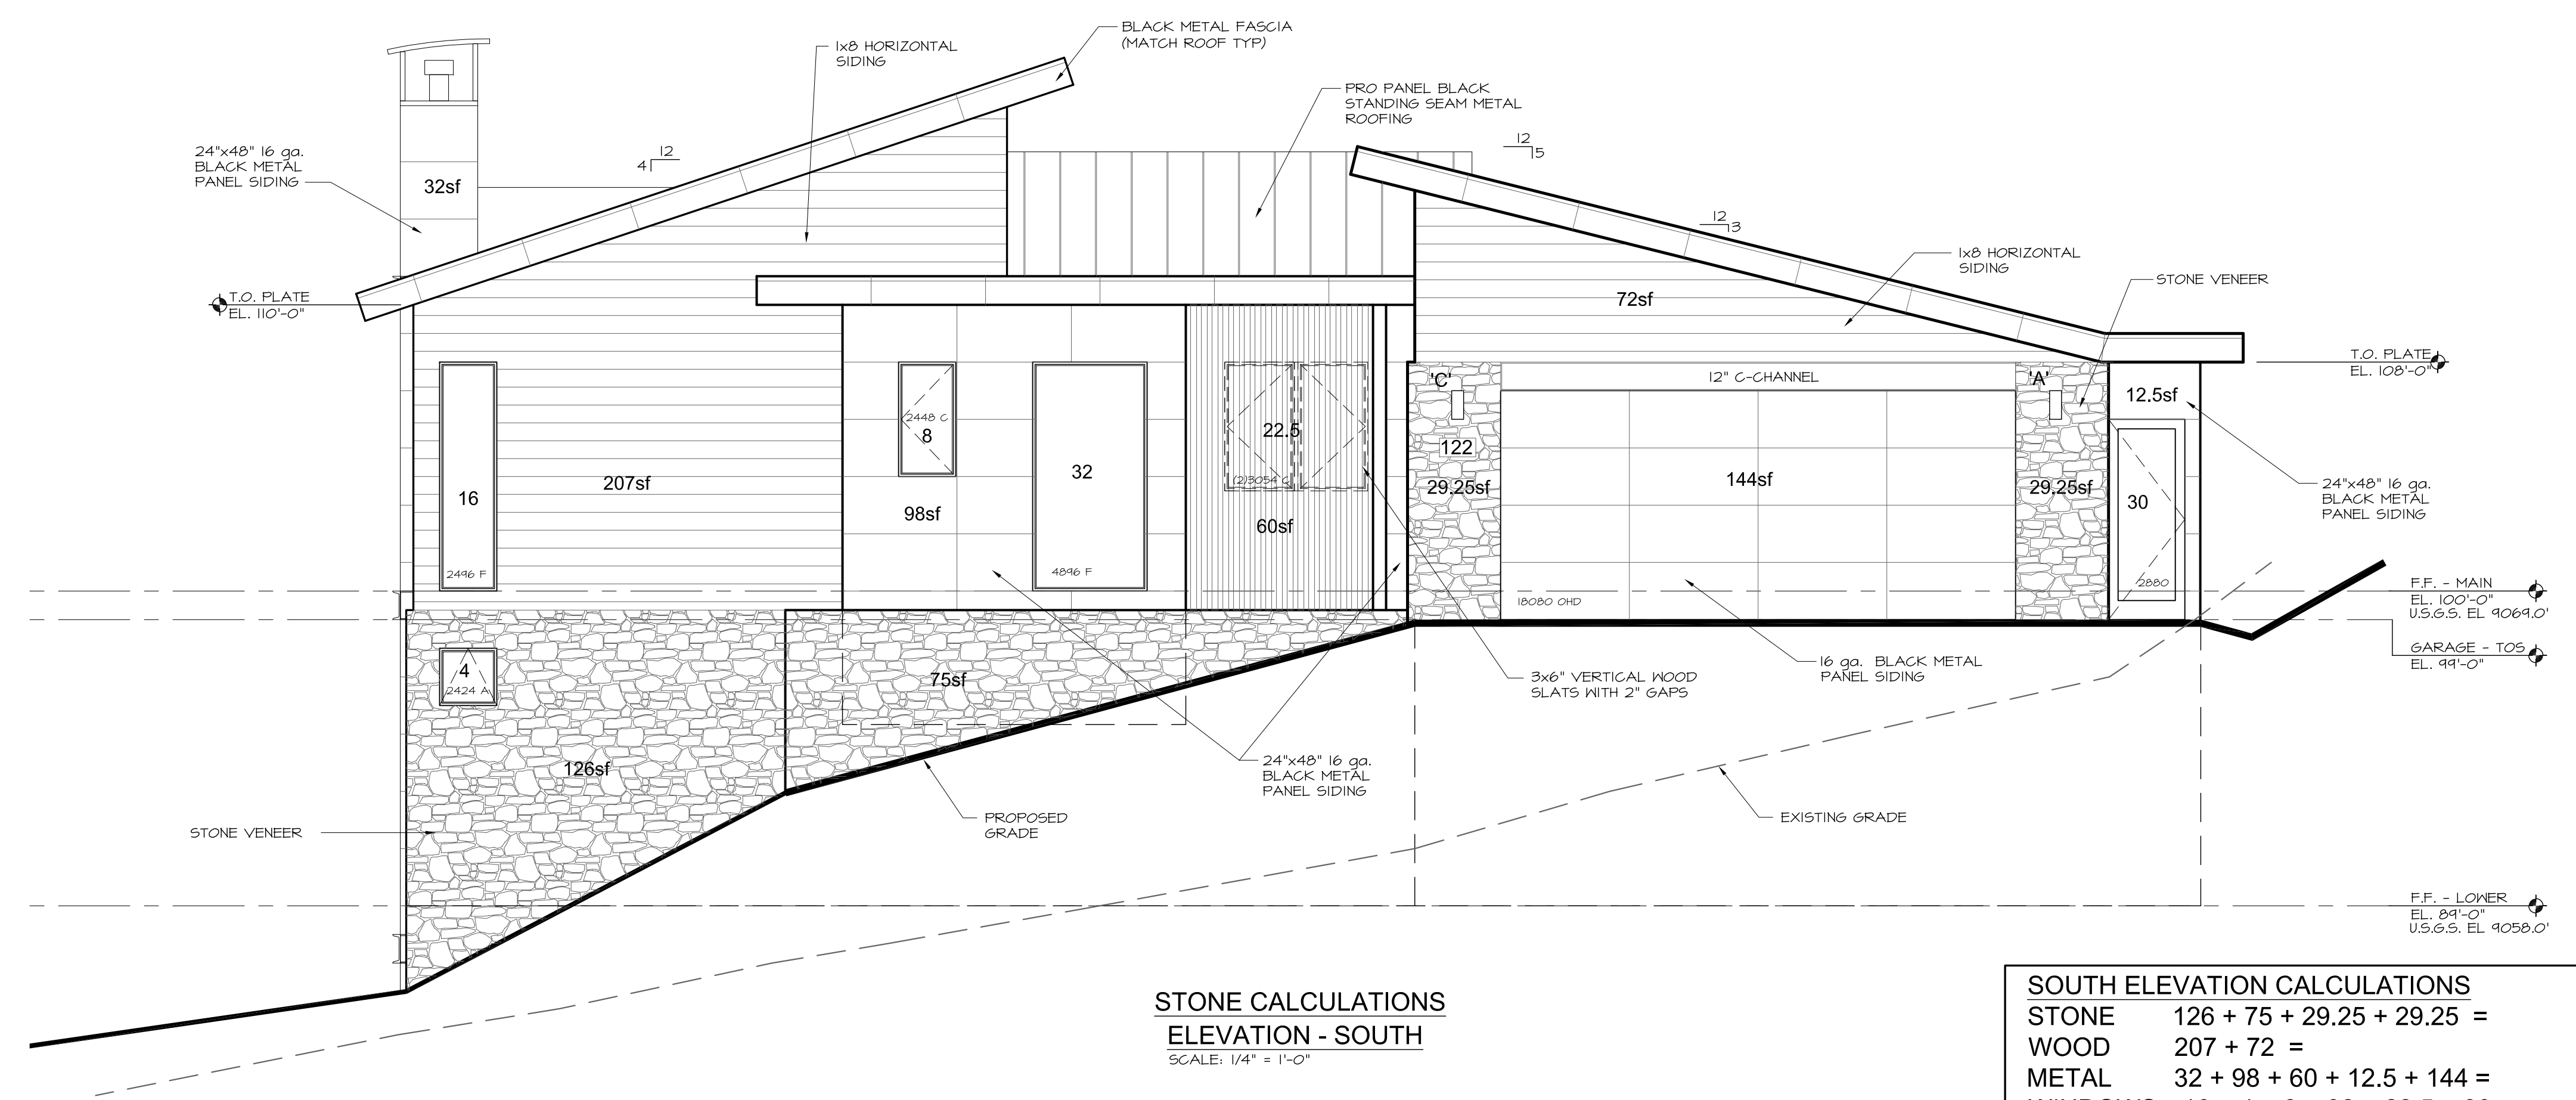 BLACK METAL FASCIA
(MATCH ROOF TYP)
1x8 HORIZONTAL
SIDING
PRO PANEL BLACK
STANDING SEAM METAL
ROOFING
24"x48" 16 ga.
BLACK METAL
PANEL SIDING
32sf
12
4
12
5
12
3
1x8 HORIZONTAL
SIDING
STONE VENEER
T.O. PLATE
EL. 110'-0"
72sf
T.O. PLATE
EL. 108'-0"
'C'
12" C-CHANNEL
'A'
12.5sf
2448 C
8
22.5
122
32
(2)3054 C
16
207sf
98sf
60sf
29.25sf
144sf
29.25sf
30
24"x48" 16 ga.
BLACK METAL
PANEL SIDING
2496 F
4896 F
18080 OHD
2880
F.F. - MAIN
EL. 100'-0"
U.S.G.S. EL 9069.0'
GARAGE - TOS
EL. 99'-0"
4
2424 A
75sf
3x6" VERTICAL WOOD
SLATS WITH 2" GAPS
16 ga. BLACK METAL
PANEL SIDING
126sf
24"x48" 16 ga.
BLACK METAL
PANEL SIDING
STONE VENEER
PROPOSED
GRADE
EXISTING GRADE
F.F. - LOWER
EL. 89'-0"
U.S.G.S. EL 9058.0'
STONE CALCULATIONS
ELEVATION - SOUTH
SCALE: 1/4" = 1'-0"
SOUTH ELEVATION CALCULATIONS
STONE 126 + 75 + 29.25 + 29.25 =
WOOD 207 + 72 =
METAL 32 + 98 + 60 + 12.5 + 144 =